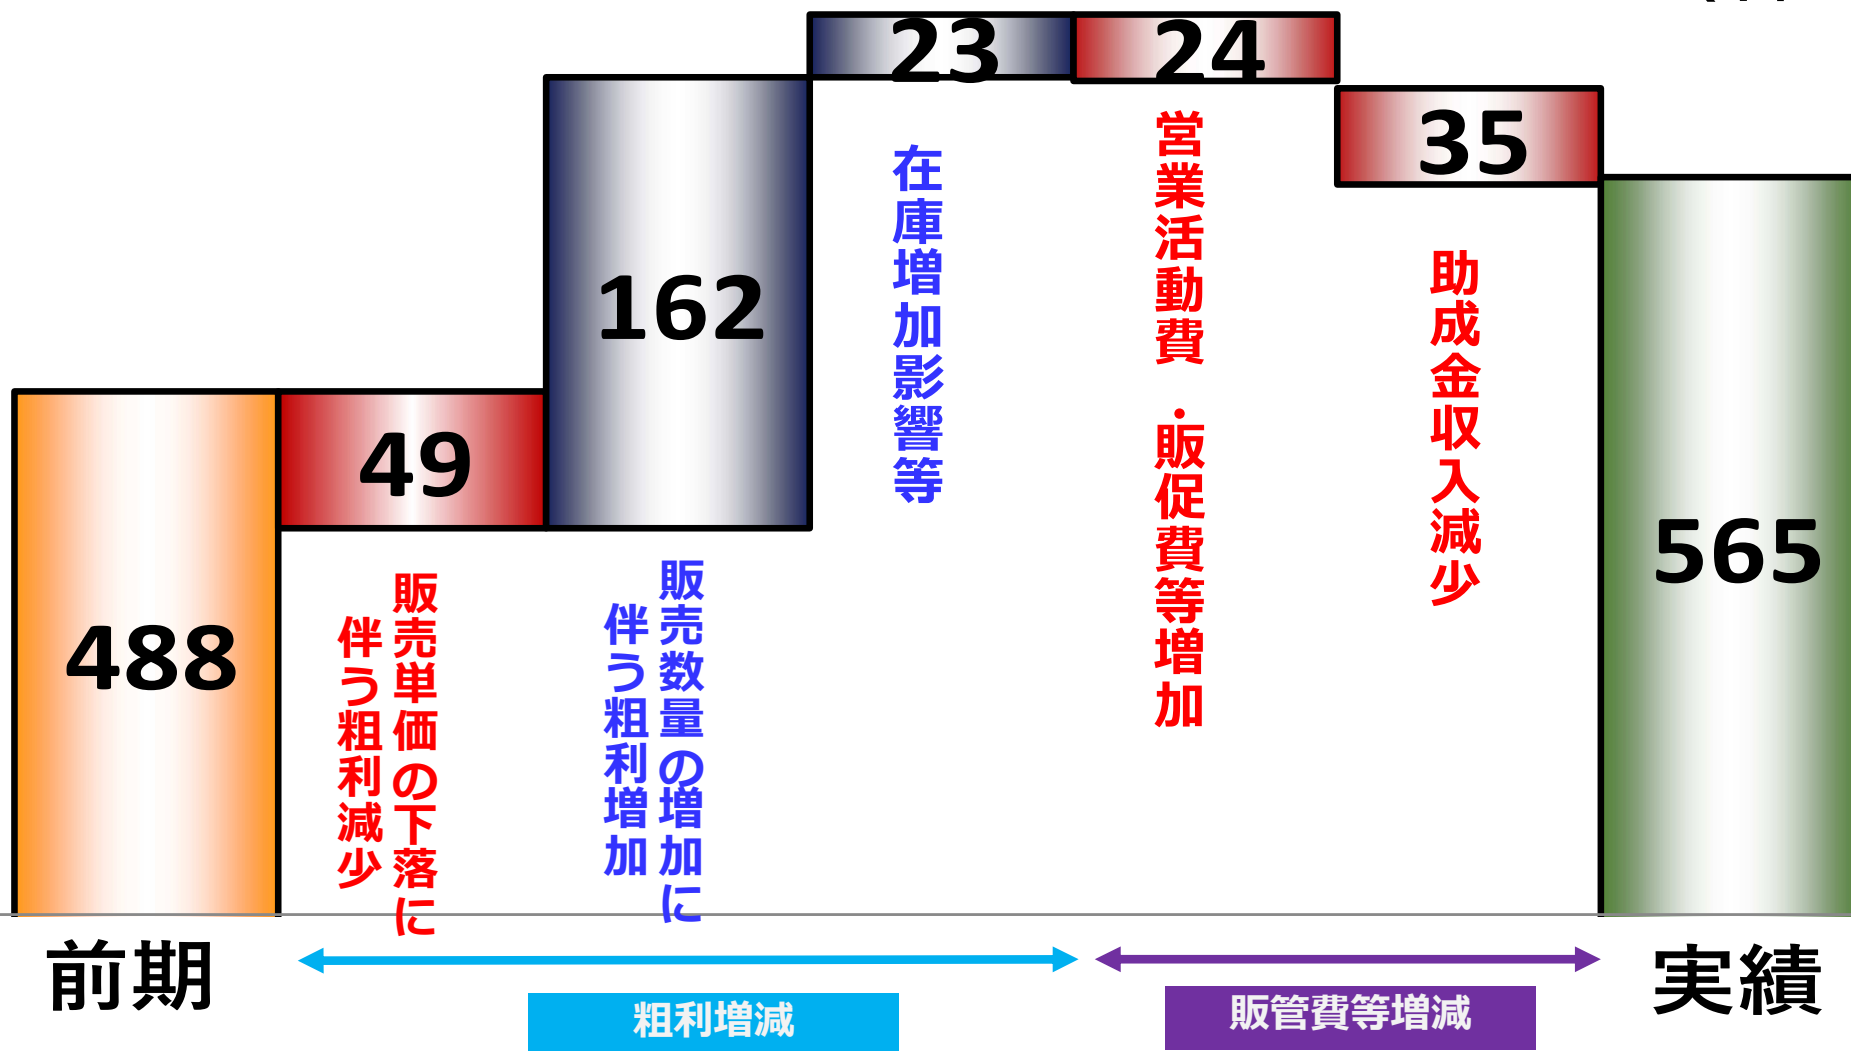 23
24
35
162
49
488
565
在庫増加影響等
営業活動費・販促費等増加
助成金収入減少
販売単価の下落に
伴う粗利減少
販売数量の増加に
伴う粗利増加
前期
実績
粗利増減
販管費等増減